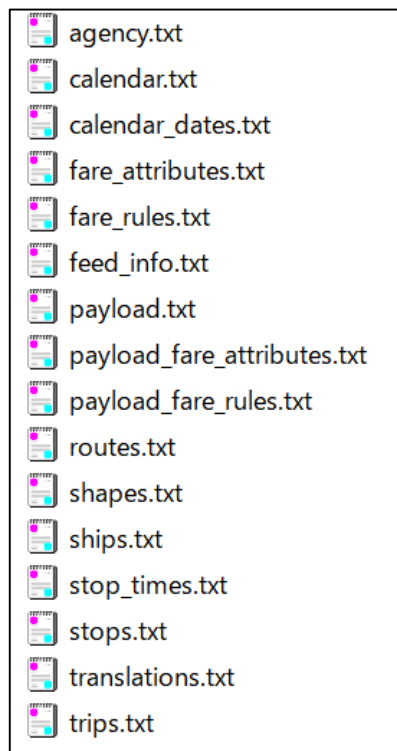 agency.txt
calendar.txt
calendar_dates.txt
fare_attributes.txt
fare_rules.txt
feed_info.txt
payload.txt
payload_fare_attributes.txt
payload_fare_rules.txt
routes.txt
shapes.txt
ships.txt
stop_times.txt
stops.txt
translations.txt
trips.txt